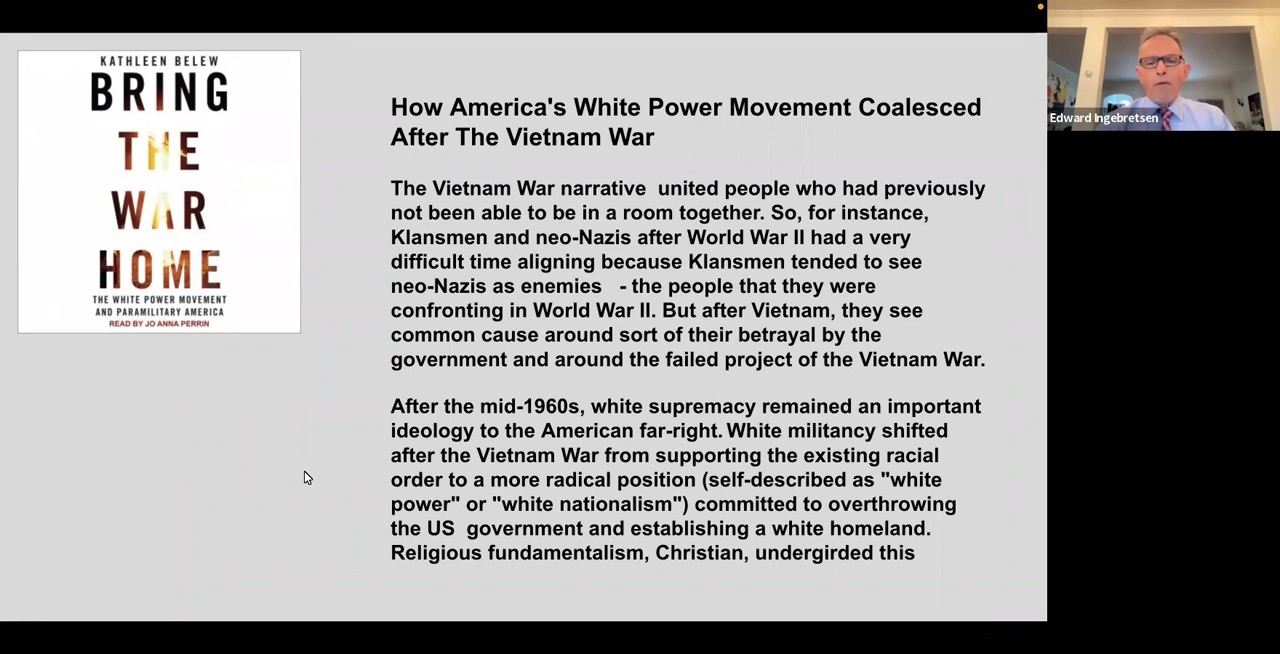 KATHLEEN BELEW
BRING
THE
WAR
HOME
THE WHITE POWER MOVEMENT
AND PARAMILITARY AMERICA
READ BY JO ANNA PERRIN
How America's White Power Movement Coalesced
After The Vietnam War
The Vietnam War narrative  united people who had previously
not been able to be in a room together. So, for instance,
Klansmen and neo-Nazis after World War II had a very
difficult time aligning because Klansmen tended to see
neo-Nazis as enemies   - the people that they were
confronting in World War II. But after Vietnam, they see
common cause around sort of their betrayal by the
government and around the failed project of the Vietnam War.
After the mid-1960s, white supremacy remained an important
ideology to the American far-right. White militancy shifted
after the Vietnam War from supporting the existing racial
order to a more radical position (self-described as "white
power" or "white nationalism") committed to overthrowing
the US  government and establishing a white homeland.
Religious fundamentalism, Christian, undergirded this
Edward Ingebretsen